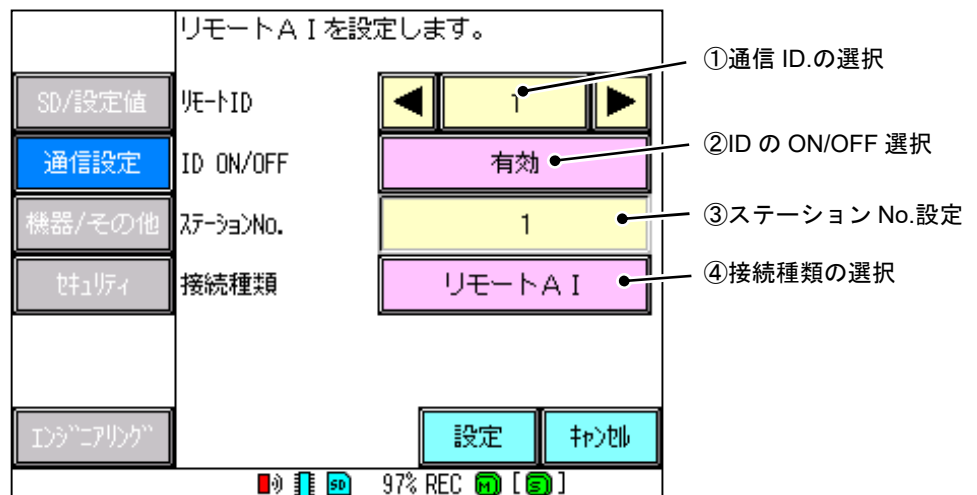 リモートＡＩを設定します。
SD/設定値
ﾘﾓｰﾄID
1
①通信 ID.の選択
通信設定
ID ON/OFF
有効
②ID の ON/OFF 選択
機器/その他
ｽﾃｰｼｮﾝNo.
1
③ステーション No.設定
ｾｷｭﾘﾃｨ
接続種類
リモートＡＩ
④接続種類の選択
ｴﾝｼﾞﾆｱﾘﾝｸﾞ
設定
ｷｬﾝｾﾙ
SD 97% REC M [S]